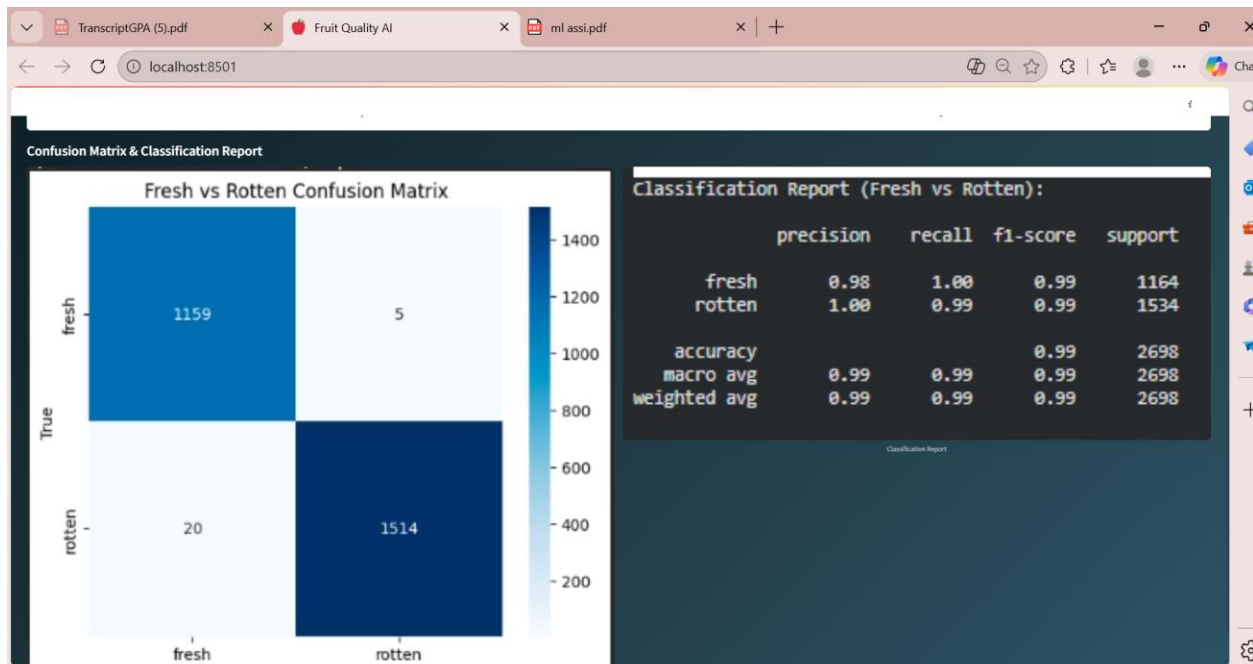 TranscriptGPA (5).pdf
Fruit Quality AI
ml assi.pdf
localhost:8501
Cha
Confusion Matrix & Classification Report
Fresh vs Rotten Confusion Matrix
fresh
1159
5
rotten
20
1514
True
fresh
rotten
1400
1200
1000
800
600
400
200
Classification Report (Fresh vs Rotten):
precision recall f1-score support
fresh 0.98 1.00 0.99 1164
rotten 1.00 0.99 0.99 1534
accuracy 0.99 2698
macro avg 0.99 0.99 0.99 2698
weighted avg 0.99 0.99 0.99 2698
Classification Report